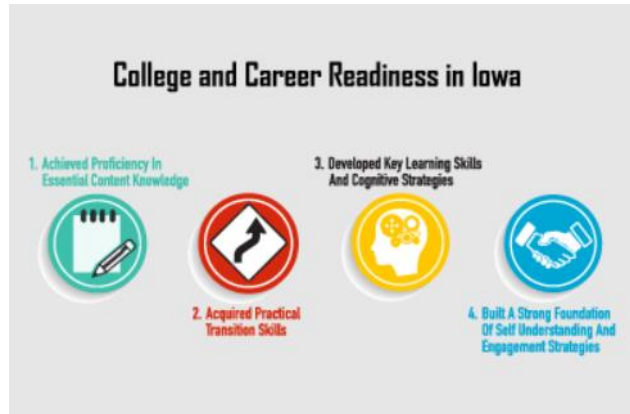 College and Career Readiness in Iowa
1. Achieved Proficiency In
Essential Content Knowledge
2. Acquired Practical
Transition Skills
3. Developed Key Learning Skills
And Cognitive Strategies
4. Built A Strong Foundation
Of Self Understanding And
Engagement Strategies